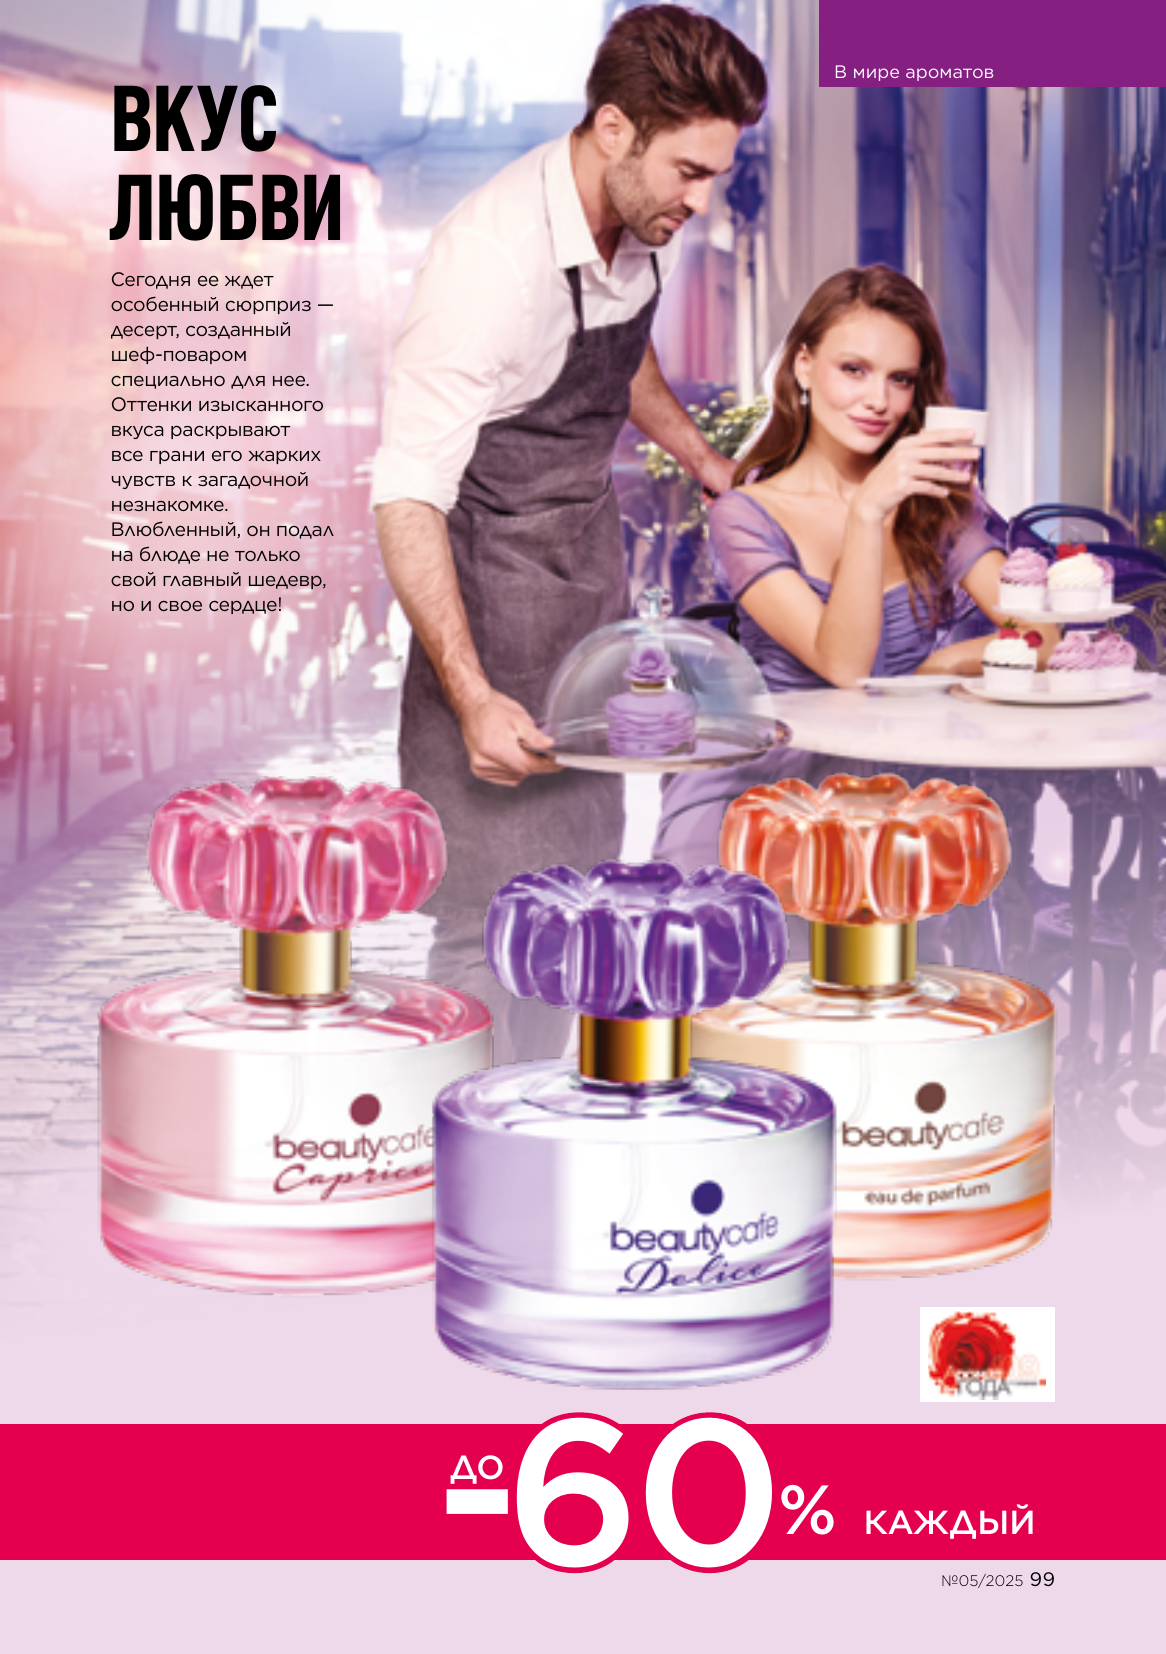 В мире ароматов
ВКУС
ЛЮБВИ
Сегодня ее ждет
особенный сюрприз —
десерт, созданный
шеф-поваром
специально для нее.
Оттенки изысканного
вкуса раскрывают
все грани его жарких
чувств к загадочной
незнакомке.
Влюбленный, он подал
на блюде не только
свой главный шедевр,
но и свое сердце!
beautycafe
Caprice
beautycafe
Delice
beautycafe
eau de parfum
ГОДА
ДО
-60% КАЖДЫЙ
№05/2025 99